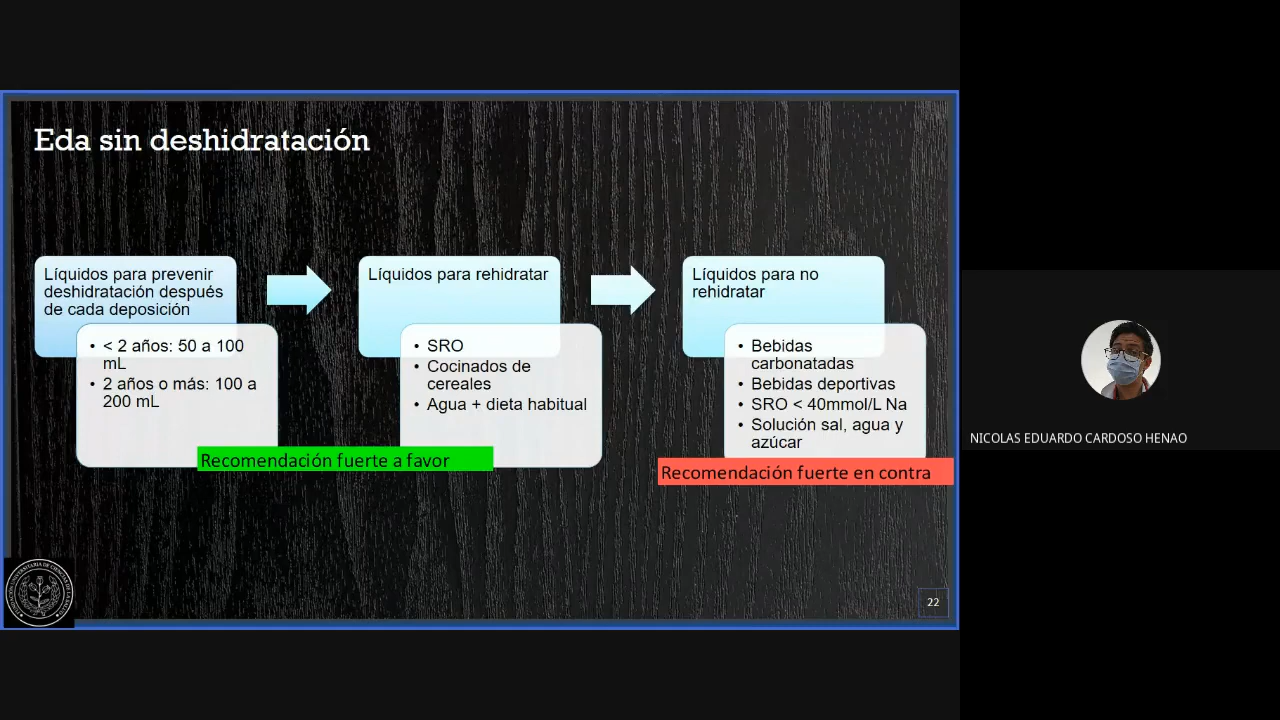 Eda sin deshidratación
Líquidos para prevenir
deshidratación después
de cada deposición
• < 2 años: 50 a 100
mL
• 2 años o más: 100 a
200 mL
Líquidos para rehidratar
• SRO
• Cocinados de
cereales
• Agua + dieta habitual
Recomendación fuerte a favor
Líquidos para no
rehidratar
• Bebidas
carbonatadas
• Bebidas deportivas
• SRO < 40mmol/L Na
• Solución sal, agua y
azúcar
Recomendación fuerte en contra
22
NICOLAS EDUARDO CARDOSO HENAO